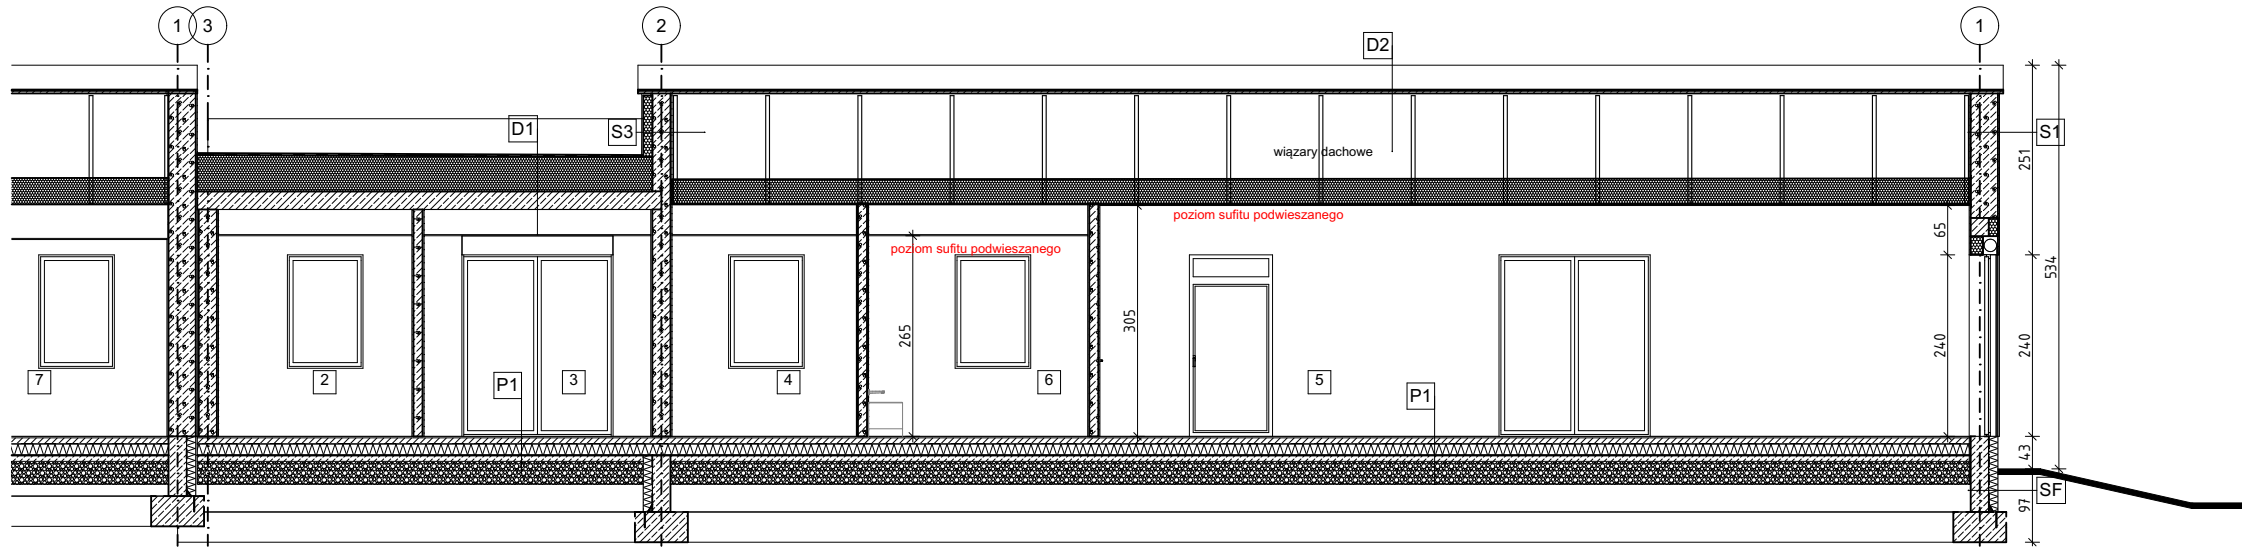 1
3
2
1
D2
D1
S3
S1
wiązary dachowe
251
poziom sufitu podwieszanego
poziom sufitu podwieszanego
65
534
265
305
240
240
7
2
P1
3
4
6
5
P1
43
SF
97